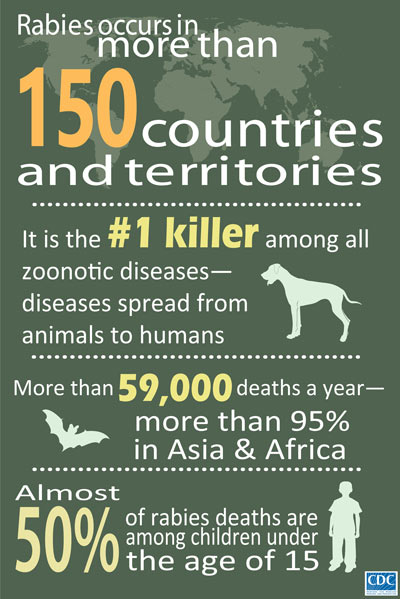 Rabies occurs in
more than
150 countries
and territories
It is the #1 killer among all
zoonotic diseases—
diseases spread from
animals to humans
More than 59,000 deaths a year—
more than 95%
in Asia & Africa
Almost
50% of rabies deaths are
among children under
the age of 15
CDC